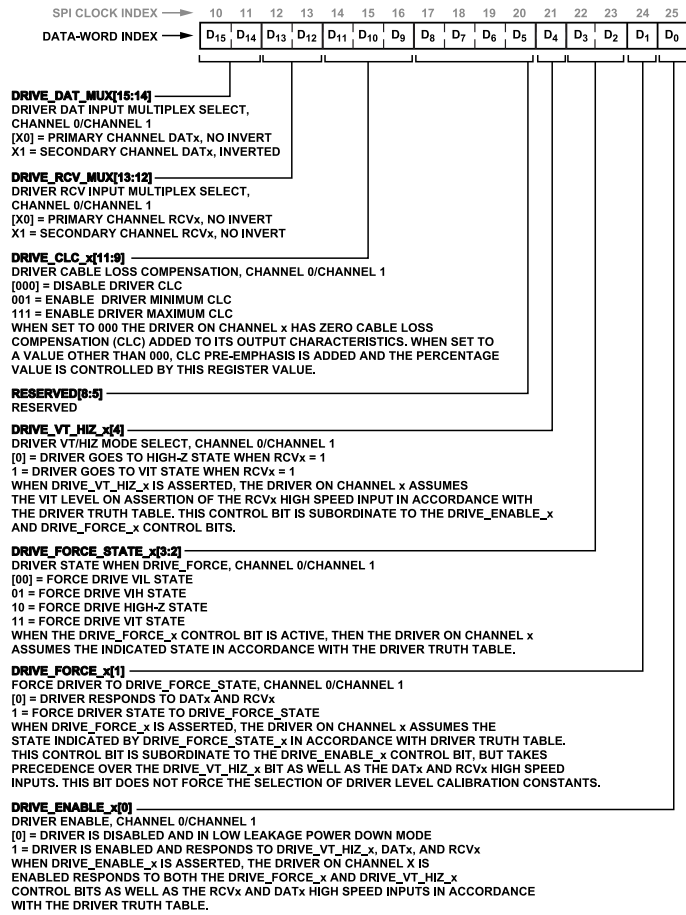 SPI CLOCK INDEX 10 11 12 13 14 15 16 17 18 19 20 21 22 23 24 25
DATA-WORD INDEX D15 D14 D13 D12 D11 D10 D9 D8 D7 D6 D5 D4 D3 D2 D1 D0
DRIVE_DAT_MUX[15:14]
DRIVER DAT INPUT MULTIPLEX SELECT,
CHANNEL 0/CHANNEL 1
[X0] = PRIMARY CHANNEL DATx, NO INVERT
X1 = SECONDARY CHANNEL DATx, INVERTED
DRIVE_RCV_MUX[13:12]
DRIVER RCV INPUT MULTIPLEX SELECT,
CHANNEL 0/CHANNEL 1
[X0] = PRIMARY CHANNEL RCVx, NO INVERT
X1 = SECONDARY CHANNEL RCVx, NO INVERT
DRIVE_CLC_x[11:9]
DRIVER CABLE LOSS COMPENSATION, CHANNEL 0/CHANNEL 1
[000] = DISABLE DRIVER CLC
001 = ENABLE DRIVER MINIMUM CLC
111 = ENABLE DRIVER MAXIMUM CLC
WHEN SET TO 000 THE DRIVER ON CHANNEL x HAS ZERO CABLE LOSS
COMPENSATION (CLC) ADDED TO ITS OUTPUT CHARACTERISTICS. WHEN SET TO
A VALUE OTHER THAN 000, CLC PRE-EMPHASIS IS ADDED AND THE PERCENTAGE
VALUE IS CONTROLLED BY THIS REGISTER VALUE.
RESERVED[8:5]
RESERVED
DRIVE_VT_HIZ_x[4]
DRIVER VT/HIZ MODE SELECT, CHANNEL 0/CHANNEL 1
[0] = DRIVER GOES TO HIGH-Z STATE WHEN RCVx = 1
1 = DRIVER GOES TO VIT STATE WHEN RCVx = 1
WHEN DRIVE_VT_HIZ_x IS ASSERTED, THE DRIVER ON CHANNEL x ASSUMES
THE VIT LEVEL ON ASSERTION OF THE RCVx HIGH SPEED INPUT IN ACCORDANCE WITH
THE DRIVER TRUTH TABLE. THIS CONTROL BIT IS SUBORDINATE TO THE DRIVE_ENABLE_x
AND DRIVE_FORCE_x CONTROL BITS.
DRIVE_FORCE_STATE_x[3:2]
DRIVER STATE WHEN DRIVE_FORCE, CHANNEL 0/CHANNEL 1
[00] = FORCE DRIVE VIL STATE
01 = FORCE DRIVE VIH STATE
10 = FORCE DRIVE HIGH-Z STATE
11 = FORCE DRIVE VIT STATE
WHEN THE DRIVE_FORCE_x CONTROL BIT IS ACTIVE, THEN THE DRIVER ON CHANNEL x
ASSUMES THE INDICATED STATE IN ACCORDANCE WITH THE DRIVER TRUTH TABLE.
DRIVE_FORCE_x[1]
FORCE DRIVER TO DRIVE_FORCE_STATE, CHANNEL 0/CHANNEL 1
[0] = DRIVER RESPONDS TO DATx AND RCVx
1 = FORCE DRIVER STATE TO DRIVE_FORCE_STATE
WHEN DRIVE_FORCE_x IS ASSERTED, THE DRIVER ON CHANNEL x ASSUMES THE
STATE INDICATED BY DRIVE_FORCE_STATE_x IN ACCORDANCE WITH DRIVER TRUTH TABLE.
THIS CONTROL BIT IS SUBORDINATE TO THE DRIVE_ENABLE_x CONTROL BIT, BUT TAKES
PRECEDENCE OVER THE DRIVE_VT_HIZ_x BIT AS WELL AS THE DATx AND RCVx HIGH SPEED
INPUTS. THIS BIT DOES NOT FORCE THE SELECTION OF DRIVER LEVEL CALIBRATION CONSTANTS.
DRIVE_ENABLE_x[0]
DRIVER ENABLE, CHANNEL 0/CHANNEL 1
[0] = DRIVER IS DISABLED AND IN LOW LEAKAGE POWER DOWN MODE
1 = DRIVER IS ENABLED AND RESPONDS TO DRIVE_VT_HIZ_x, DATx, AND RCVx
WHEN DRIVE_ENABLE_x IS ASSERTED, THE DRIVER ON CHANNEL X IS
ENABLED RESPONDS TO BOTH THE DRIVE_FORCE_x AND DRIVE_VT_HIZ_x
CONTROL BITS AS WELL AS THE RCVx AND DATx HIGH SPEED INPUTS IN ACCORDANCE
WITH THE DRIVER TRUTH TABLE.